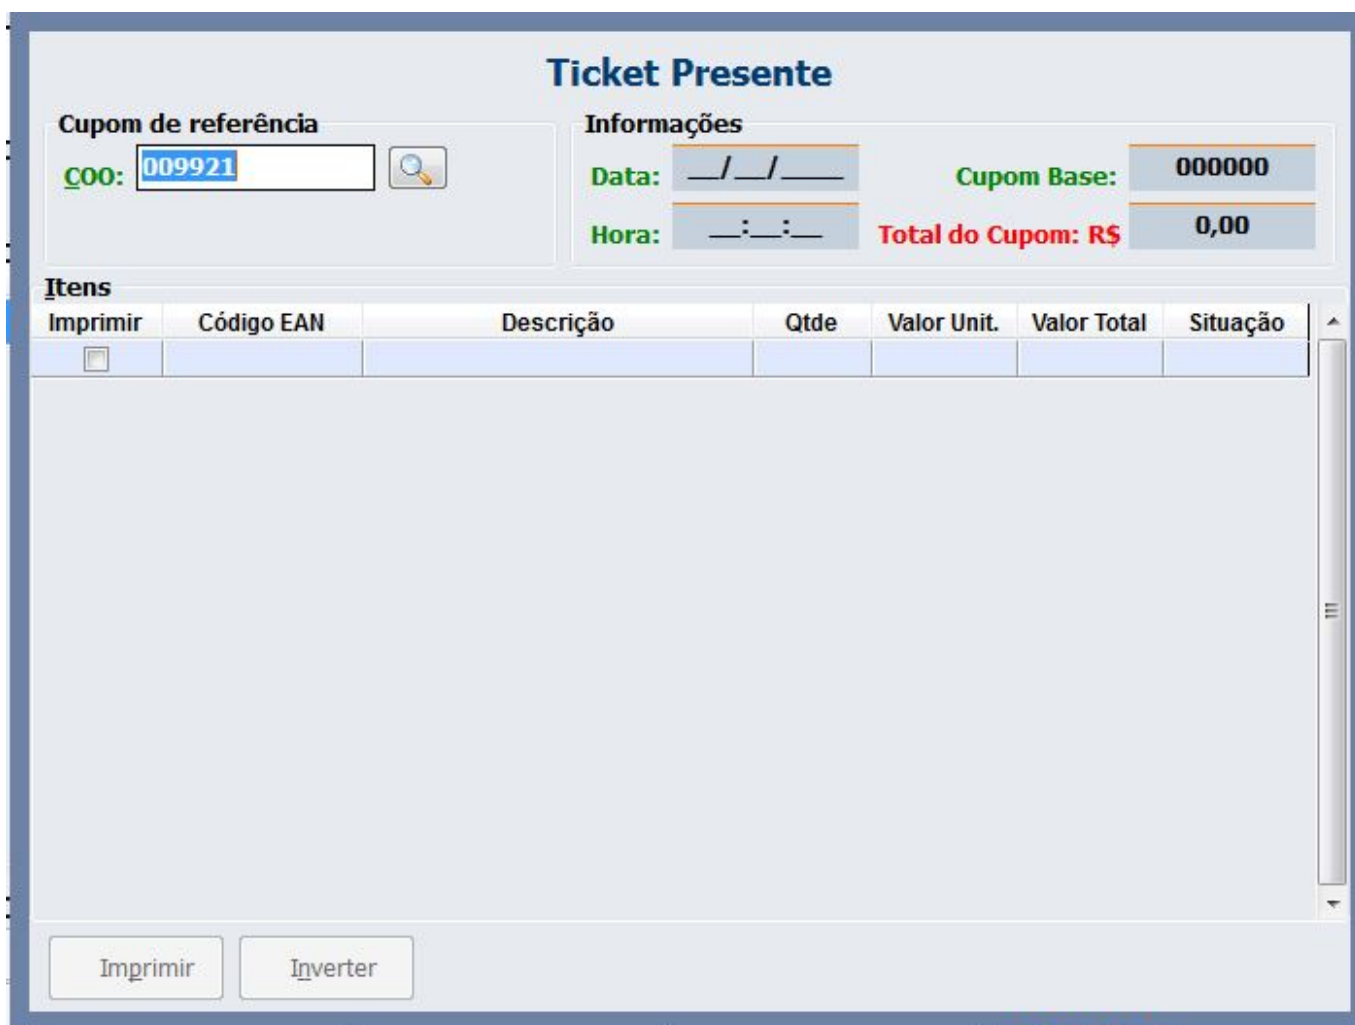 Ticket Presente
Cupom de referência
COO: 009921
Informações
Data: __/__/____
Cupom Base: 000000
Hora: __:__:__
Total do Cupom: R$ 0,00
Itens
Imprimir Código EAN Descrição Qtde Valor Unit. Valor Total Situação
Imprimir
Inverter